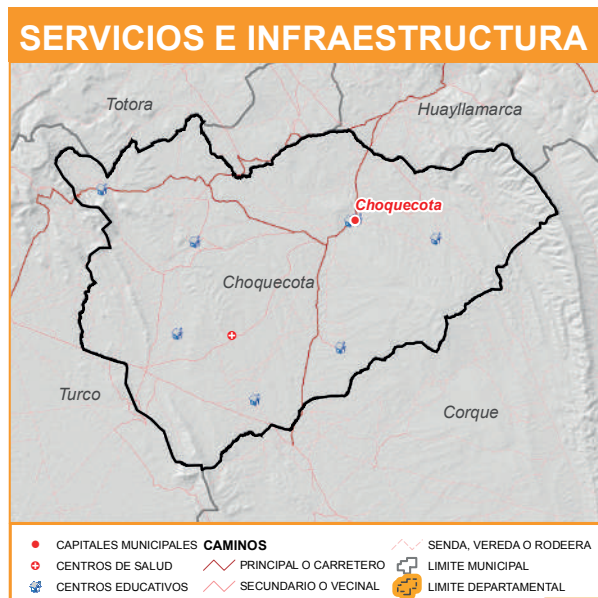 SERVICIOS E INFRAESTRUCTURA
Totora
Huayllamarca
Choquecota
Choquecota
Turco
Corque
CAPITALES MUNICIPALES
CENTROS DE SALUD
CENTROS EDUCATIVOS
CAMINOS
PRINCIPAL O CARRETERO
SECUNDARIO O VECINAL
SENDA, VEREDA O RODEERA
LIMITE MUNICIPAL
LIMITE DEPARTAMENTAL